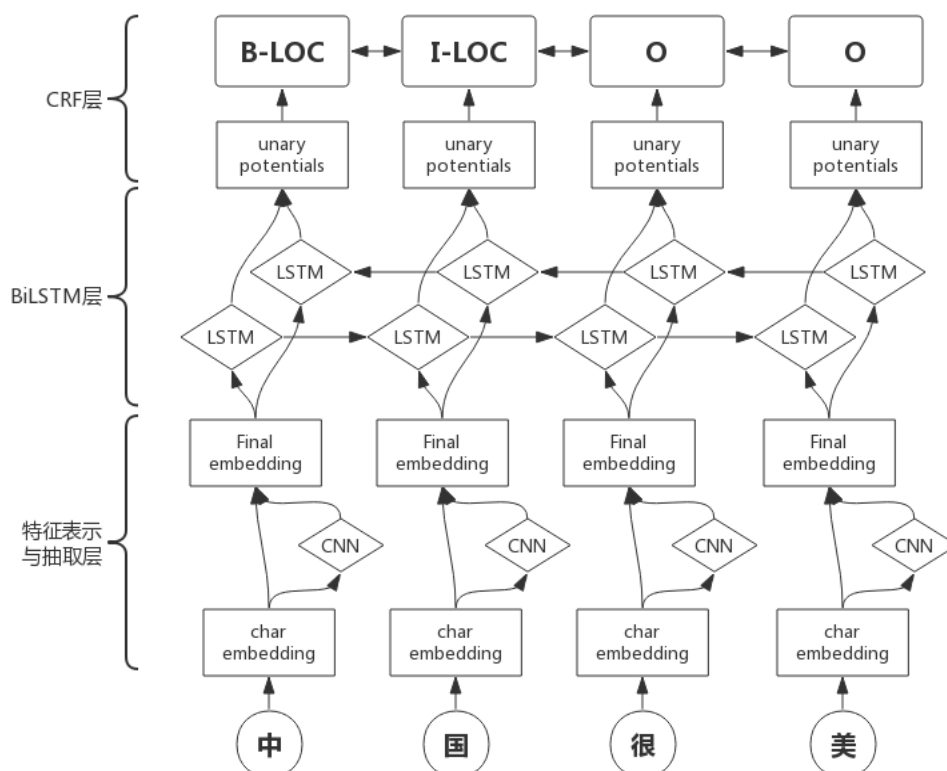 B-LOC
I-LOC
O
O
CRF层
unary
potentials
unary
potentials
unary
potentials
unary
potentials
LSTM
LSTM
LSTM
LSTM
BiLSTM层
LSTM
LSTM
LSTM
LSTM
Final
embedding
Final
embedding
Final
embedding
Final
embedding
特征表示
与抽取层
CNN
CNN
CNN
CNN
char
embedding
char
embedding
char
embedding
char
embedding
中
国
很
美